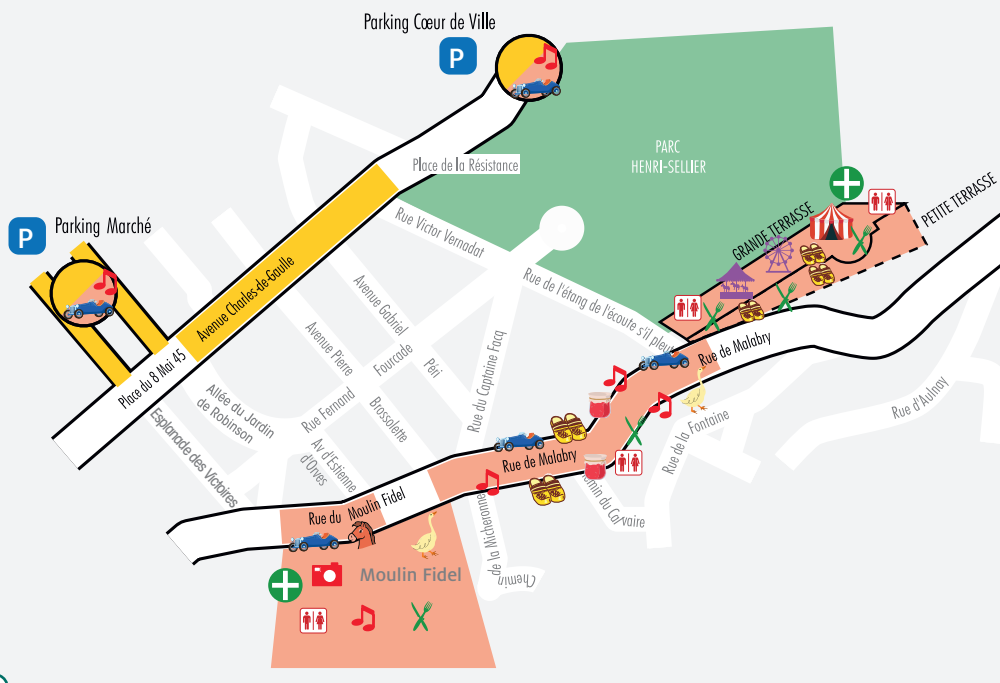 Parking Cœur de Ville
P
Place de la Résistance
PARC
HENRI-SELLIER
GRANDE TERRASSE
PETITE TERRASSE
P
Parking Marché
Avenue Charles-de-Gaulle
Rue Victor Vernadat
Rue de l'étang de l'écoute s'il pleut
Place du 8 Mai 45
Avenue Gabriel
Péri
Avenue Pierre
Brossolette
Rue Fernand
Fourcade
Rue du Captaine Facq
Rue de Malabry
Allée du Jardin
de Robinson
Esplanade des Victoires
Av d'Estienne
d'Orves
Rue de Malabry
Rue de la Fontaine
Rue d'Aulnay
Rue du Moulin Fidel
Chemin
de la Micheronne
du Calvaire
Moulin Fidel